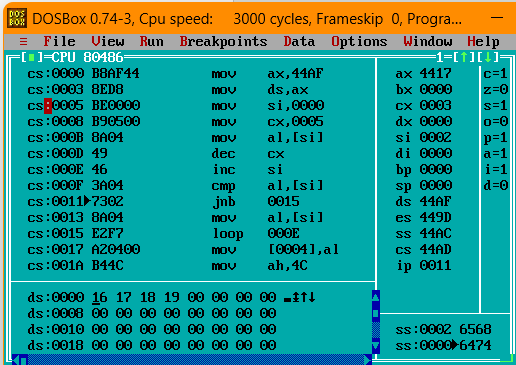 DOSBox 0.74-3, Cpu speed: 3000 cycles, Frameskip 0, Progra...
≡ File View Run Breakpoints Data Options Window Help
[■]=CPU 80486 1=[↑][↓]
cs:0000 B8AF44 mov ax,44AF ax 4417 c=1
cs:0003 8ED8 mov ds,ax bx 0000 z=0
cs:0005 BE0000 mov si,0000 cx 0003 s=1
cs:0008 B90500 mov cx,0005 dx 0000 o=0
cs:000B 8A04 mov al,[si] si 0002 p=1
cs:000D 49 dec cx di 0000 a=1
cs:000E 46 inc si bp 0000 i=1
cs:000F 3A04 cmp al,[si] sp 0000 d=0
cs:0011►7302 jnb 0015 ds 44AF
cs:0013 8A04 mov al,[si] es 449D
cs:0015 E2F7 loop 000E ss 44AC
cs:0017 A20400 mov [0004],al cs 44AD
cs:001A B44C mov ah,4C ip 0011
ds:0000 16 17 18 19 00 00 00 00 ▬↨↑↓
ds:0008 00 00 00 00 00 00 00 00
ds:0010 00 00 00 00 00 00 00 00 ss:0002 6568
ds:0018 00 00 00 00 00 00 00 00 ss:0000►6474